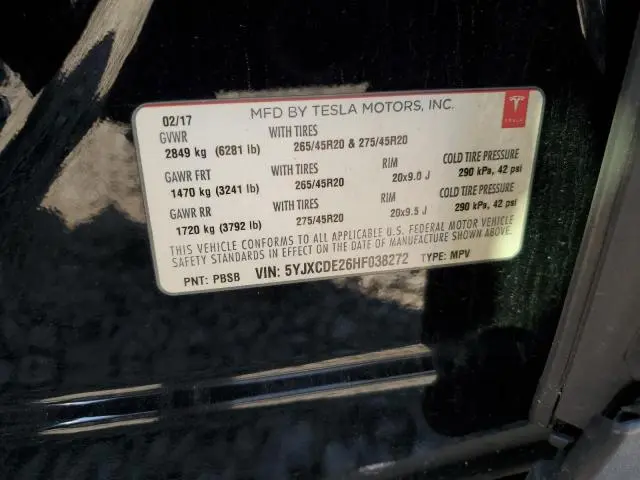 02/17 MFD BY TESLA MOTORS, INC. TESLA
GVWR WITH TIRES
2849 kg (6281 lb) 265/45R20 & 275/45R20
GAWR FRT WITH TIRES RIM COLD TIRE PRESSURE
1470 kg (3241 lb) 265/45R20 20x9.0 J 290 kPa, 42 psi
GAWR RR WITH TIRES RIM COLD TIRE PRESSURE
1720 kg (3792 lb) 275/45R20 20x9.5 J 290 kPa, 42 psi
THIS VEHICLE CONFORMS TO ALL APPLICABLE U.S. FEDERAL MOTOR VEHICLE
SAFETY STANDARDS IN EFFECT ON THE DATE OF MANUFACTURE SHOWN ABOVE.
PNT: PBSB VIN: 5YJXCDE26HF038272 TYPE: MPV